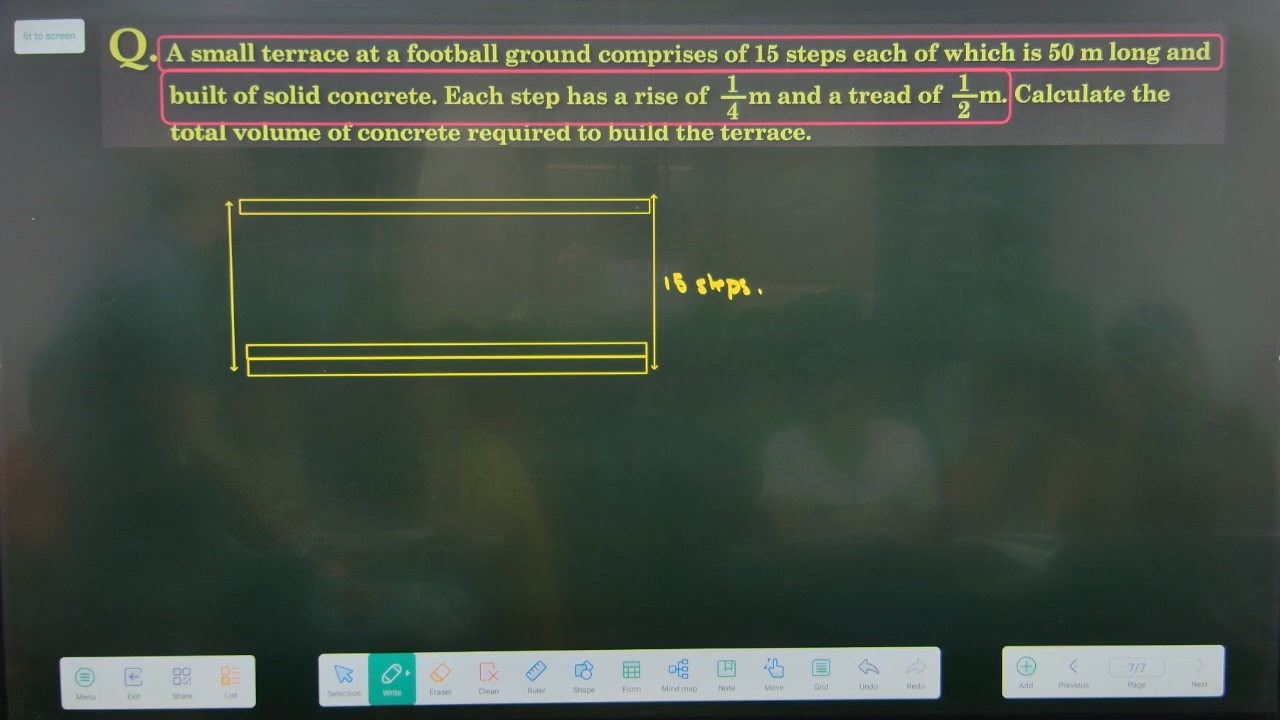 fit to screen
Q. A small terrace at a football ground comprises of 15 steps each of which is 50 m long and
built of solid concrete. Each step has a rise of 1/4 m and a tread of 1/2 m. Calculate the
total volume of concrete required to build the terrace.
15 steps.
Menu Exit Share List Selection Write Eraser Clean Ruler Shape Form Mind map Note Move Grid Undo Redo Add Previous 7/7 Page Next